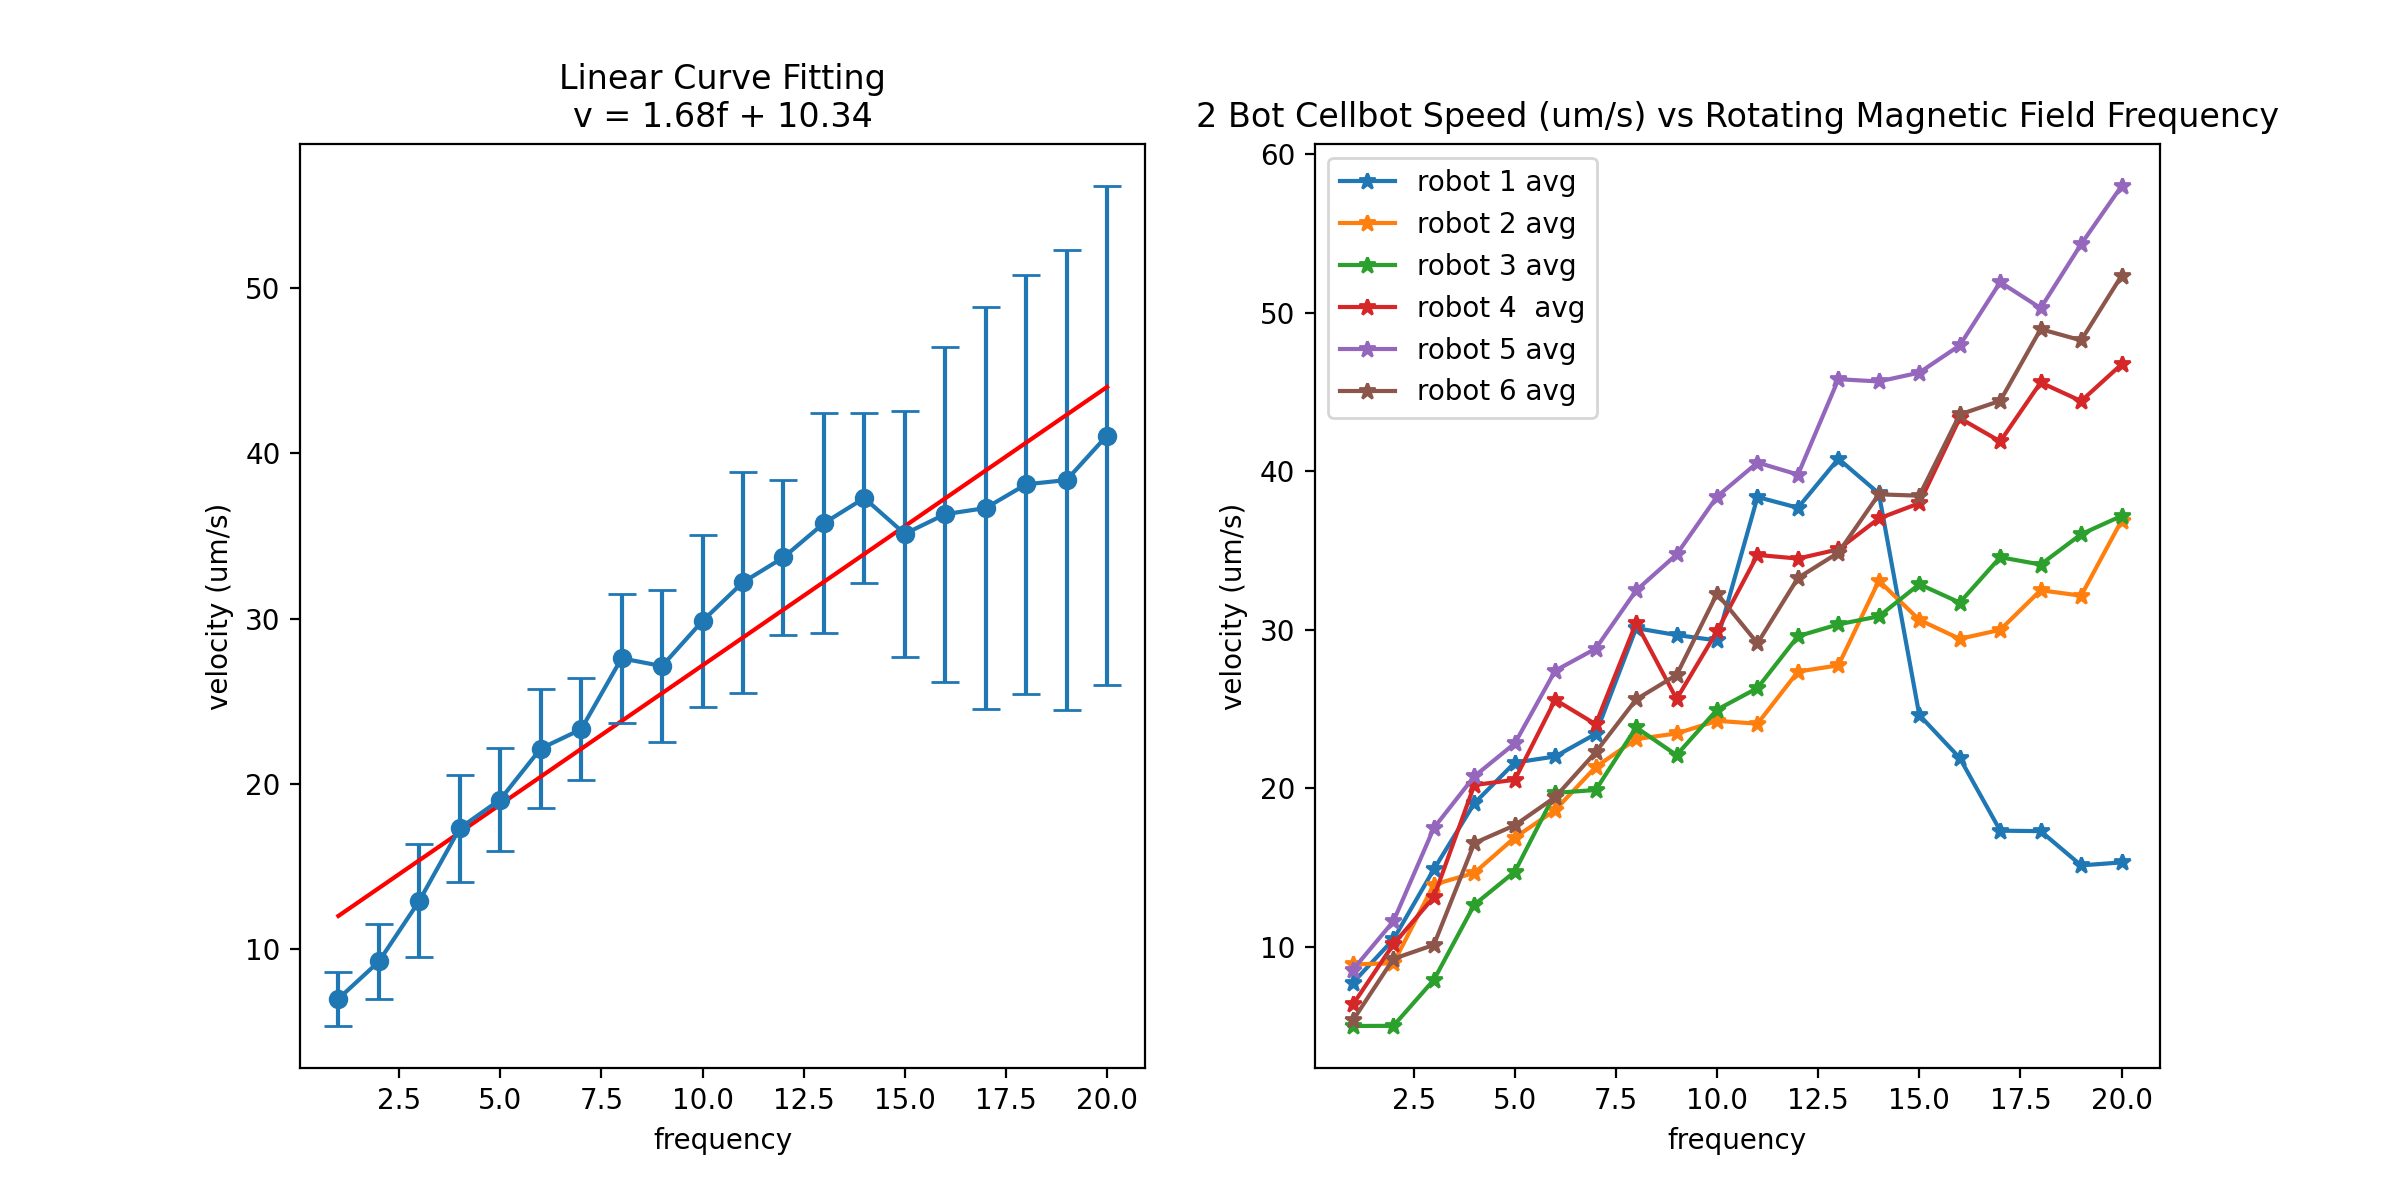 Linear Curve Fitting
v = 1.68f + 10.34
velocity (um/s)
50
40
30
20
10
2.5 5.0 7.5 10.0 12.5 15.0 17.5 20.0
frequency
2 Bot Cellbot Speed (um/s) vs Rotating Magnetic Field Frequency
robot 1 avg
robot 2 avg
robot 3 avg
robot 4  avg
robot 5 avg
robot 6 avg
velocity (um/s)
60
50
40
30
20
10
2.5 5.0 7.5 10.0 12.5 15.0 17.5 20.0
frequency